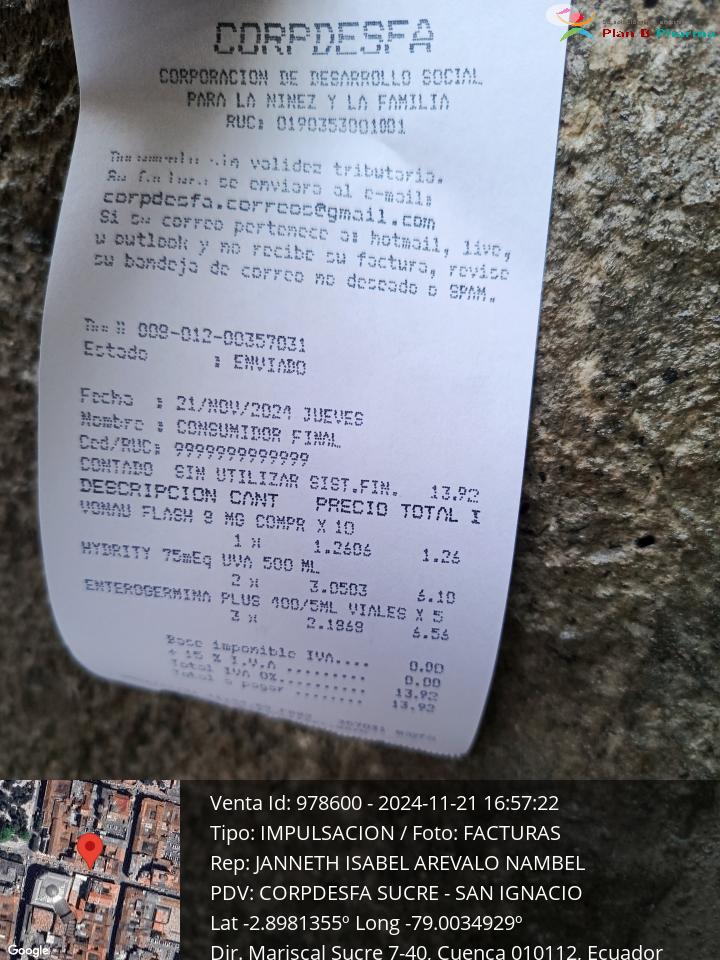 Plan B Pharma
CORPDESFA
CORPORACION DE DESARROLLO SOCIAL
PARA LA NINEZ Y LA FAMILIA
RUC: 0190353001001
Documento sin validez tributaria.
Su factura se enviara al e-mail:
corpdesfa.correos@gmail.com
Si su correo pertenece a: hotmail, live,
u outlook y no recibe su factura, revise
su bandeja de correo no deseado o SPAM.
008-012-00357031
Estado : ENVIADO
Fecha : 21/NOV/2024 JUEVES
Nombre : CONSUMIDOR FINAL
Ced/RUC: 9999999999999
CONTADO SIN UTILIZAR SIST.FIN. 13.92
DESCRIPCION CANT PRECIO TOTAL I
VONAU FLASH 8 MG COMPR X 10
1 x 1.2606 1.26
HYDRITY 75mEq UVA 500 ML
2 x 3.0503 6.10
ENTEROGERMINA PLUS 400/5ML VIALES X 5
3 x 2.1868 6.56
Base imponible IVA.... 0.00
+ 15 % I.V.A ......... 0.00
Total IVA 0%.......... 13.92
Total a pagar ........ 13.92
Venta Id: 978600 - 2024-11-21 16:57:22
Tipo: IMPULSACION / Foto: FACTURAS
Rep: JANNETH ISABEL AREVALO NAMBEL
PDV: CORPDESFA SUCRE - SAN IGNACIO
Lat -2.8981355º Long -79.0034929º
Dir. Mariscal Sucre 7-40, Cuenca 010112, Ecuador
Google